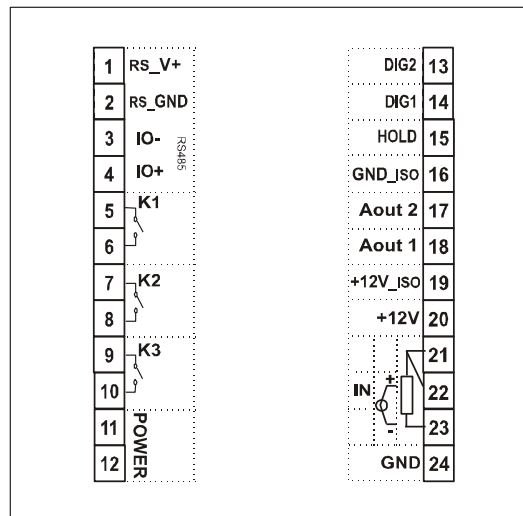 1 RS_V+
2 RS_GND
3 IO-
4 IO+
RS485
5 K1
6
7 K2
8
9 K3
10
11
12
POWER
DIG2 13
DIG1 14
HOLD 15
GND_ISO 16
Aout 2 17
Aout 1 18
+12V_ISO 19
+12V 20
21
IN + 22
- 23
GND 24